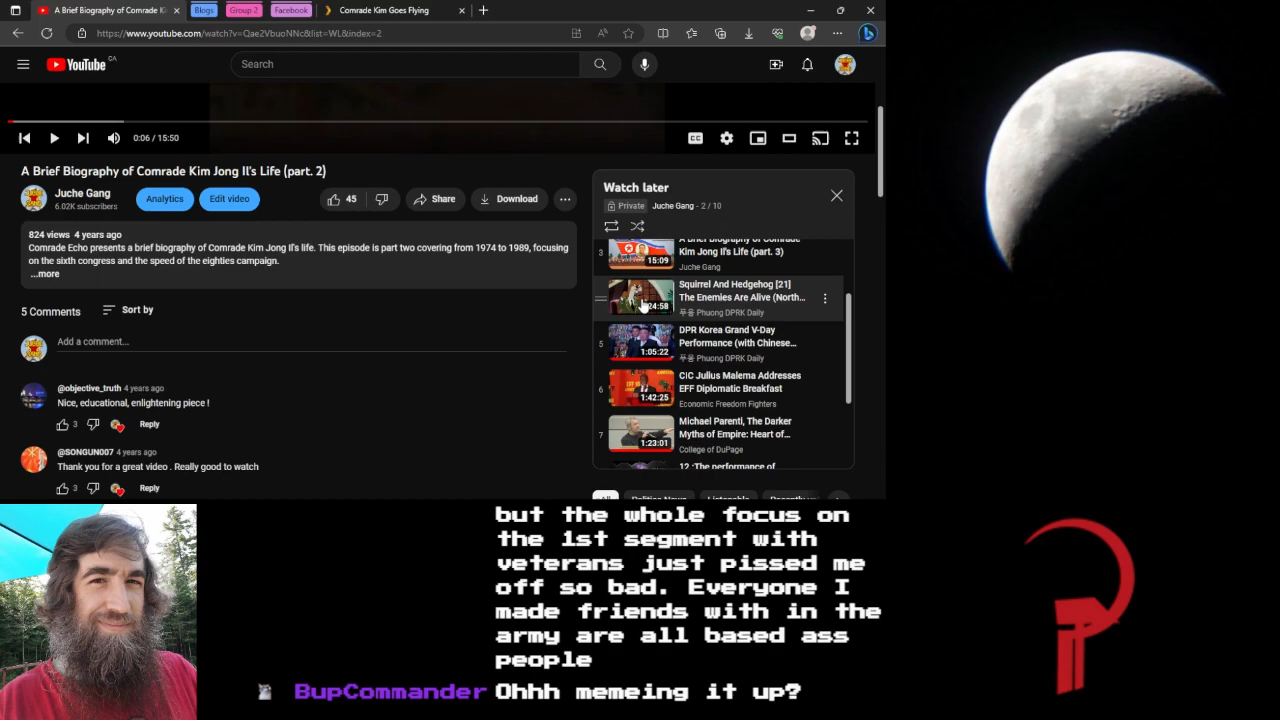 A Brief Biography of Comrade Ki
Blogs
Group 2
Facebook
Comrade Kim Goes Flying
https://www.youtube.com/watch?v=Qae2VbuoNNc&list=WL&index=2
YouTube CA
Search
0:06 / 15:50
CC
A Brief Biography of Comrade Kim Jong Il's Life (part. 2)
Juche Gang
6.02K subscribers
Analytics
Edit video
45
Share
Download
824 views 4 years ago
Comrade Echo presents a brief biography of Comrade Kim Jong Il's life. This episode is part two covering from 1974 to 1989, focusing
on the sixth congress and the speed of the eighties campaign.
...more
5 Comments
Sort by
Add a comment...
@objective_truth 4 years ago
Nice, educational, enlightening piece !
3
Reply
@SONGUN007 4 years ago
Thank you for a great video . Really good to watch
3
Reply
Watch later
Private
Juche Gang - 2 / 10
3
15:09
A Brief Biography of Comrade
Kim Jong Il's Life (part. 3)
Juche Gang
24:58
Squirrel And Hedgehog [21]
The Enemies Are Alive (North...
푸옹 Phuong DPRK Daily
5
1:05:22
DPR Korea Grand V-Day
Performance (with Chinese...
푸옹 Phuong DPRK Daily
6
1:42:25
CIC Julius Malema Addresses
EFF Diplomatic Breakfast
Economic Freedom Fighters
7
1:23:01
Michael Parenti, The Darker
Myths of Empire: Heart of...
College of DuPage
12 :The performance of
All
Politics News
Listenable
Recently u
but the whole focus on
the 1st segment with
veterans just pissed me
off so bad. Everyone I
made friends with in the
army are all based ass
people
BupCommander Ohhh memeing it up?